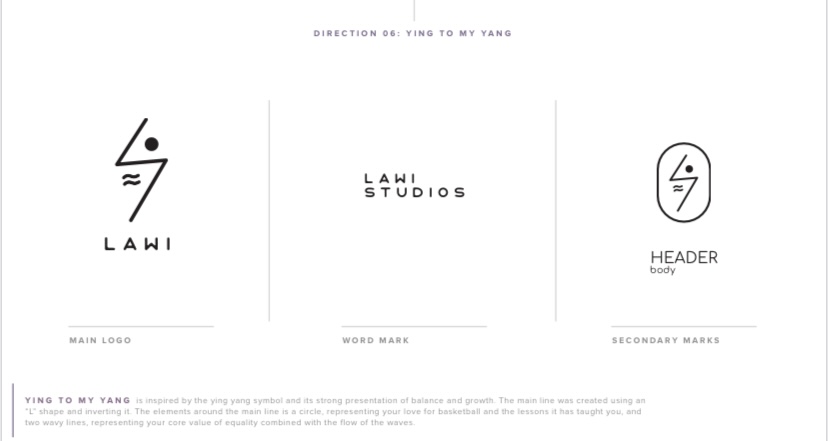 DIRECTION 06: YING TO MY YANG
LAWI
LAWI
STUDIOS
HEADER
body
MAIN LOGO
WORD MARK
SECONDARY MARKS
YING TO MY YANG is inspired by the ying yang symbol and its strong presentation of balance and growth. The main line was created using an
"L" shape and inverting it. The elements around the main line is a circle, representing your love for basketball and the lessons it has taught you, and
two wavy lines, representing your core value of equality combined with the flow of the waves.